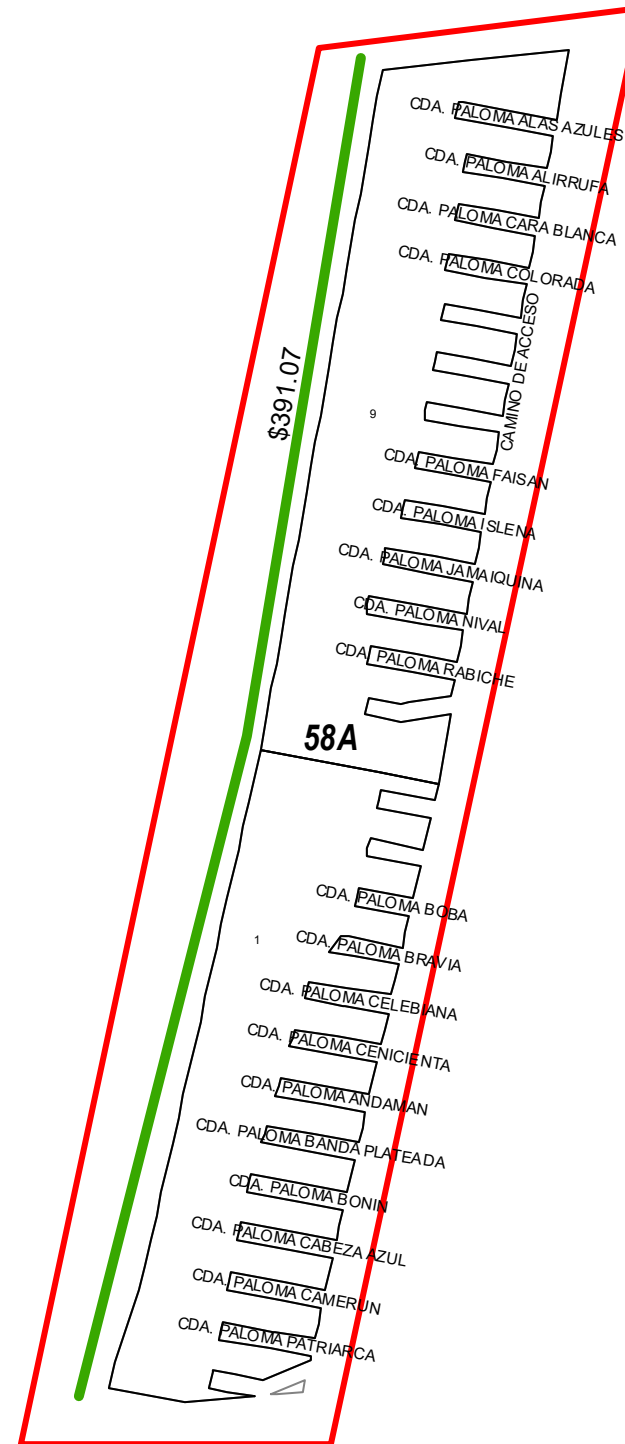 CDA. PALOMA ALAS AZULES
CDA. PALOMA ALIRRUFA
CDA. PALOMA CARA BLANCA
CDA. PALOMA COLORADA
CAMINO DE ACCESO
$391.07
9
CDA. PALOMA FAISAN
CDA. PALOMA ISLENA
CDA. PALOMA JAMAIQUINA
CDA. PALOMA NIVAL
CDA. PALOMA RABICHE
58A
CDA. PALOMA BOBA
1
CDA. PALOMA BRAVIA
CDA. PALOMA CELEBIANA
CDA. PALOMA CENICIENTA
CDA. PALOMA ANDAMAN
CDA. PALOMA BANDA PLATEADA
CDA. PALOMA BONIN
CDA. PALOMA CABEZA AZUL
CDA. PALOMA CAMERUN
CDA. PALOMA PATRIARCA